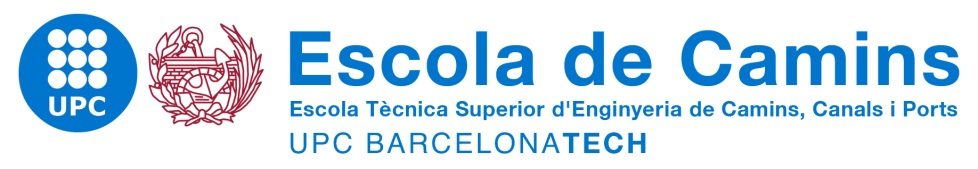 UPC
Escola de Camins
Escola Tècnica Superior d'Enginyeria de Camins, Canals i Ports
UPC BARCELONATECH